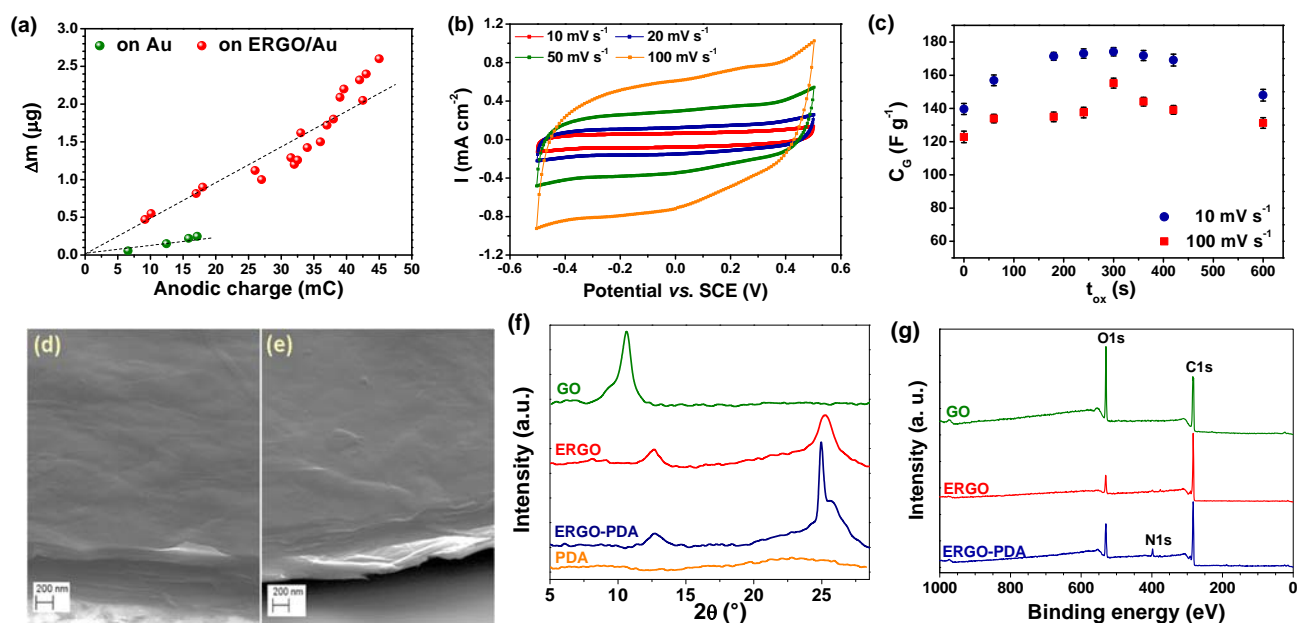 (a)
on Au
on ERGO/Au
3.0
2.5
2.0
1.5
1.0
0.5
0.0
0 5 10 15 20 25 30 35 40 45 50
Δm (μg)
Anodic charge (mC)
(b)
10 mV s⁻¹ 20 mV s⁻¹
50 mV s⁻¹ 100 mV s⁻¹
1.2
0.8
0.4
0.0
-0.4
-0.8
-1.2
-0.6 -0.4 -0.2 0.0 0.2 0.4 0.6
I (mA cm⁻²)
Potential vs. SCE (V)
(c)
180
160
140
120
100
80
60
0 100 200 300 400 500 600
C_G (F g⁻¹)
10 mV s⁻¹
100 mV s⁻¹
t_ox (s)
(d)
200 nm
(e)
200 nm
(f)
GO
ERGO
ERGO-PDA
PDA
5 10 15 20 25
Intensity (a.u.)
2θ (°)
(g)
O1s
C1s
GO
ERGO
N1s
ERGO-PDA
1000 800 600 400 200 0
Intensity (a. u.)
Binding energy (eV)